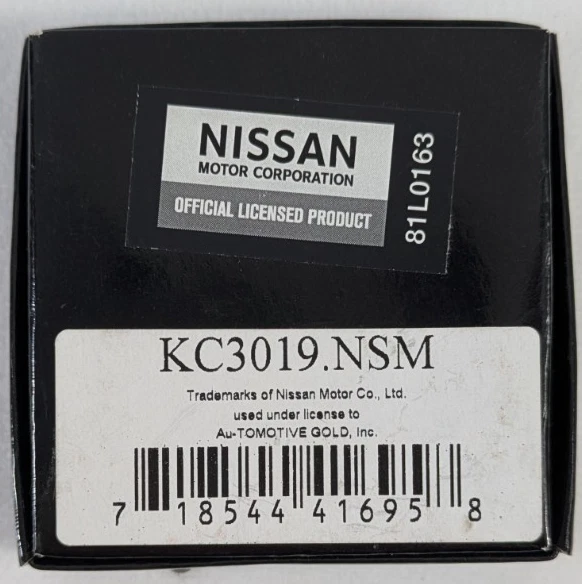 NISSAN
MOTOR CORPORATION
OFFICIAL LICENSED PRODUCT
81L0163
KC3019.NSM
Trademarks of Nissan Motor Co., Ltd.
used under license to
Au-TOMOTIVE GOLD, Inc.
7 18544 41695 8